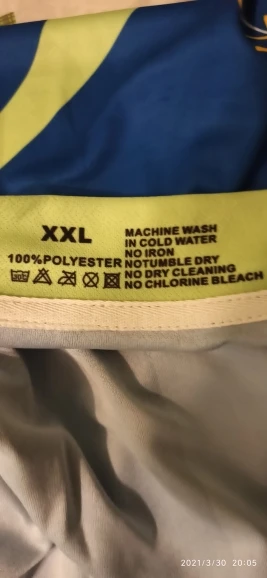 XXL
100%POLYESTER
MACHINE WASH
IN COLD WATER
NO IRON
NOTUMBLE DRY
NO DRY CLEANING
NO CHLORINE BLEACH
2021/3/30 20:05